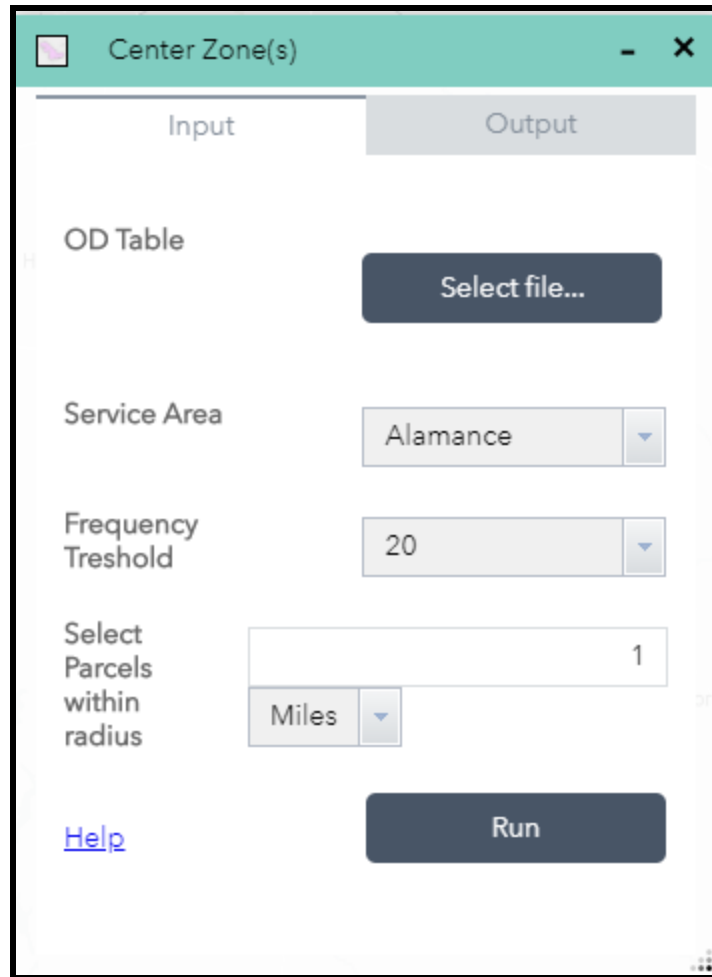 Center Zone(s)
Input
Output
OD Table
Select file...
Service Area
Alamance
Frequency
Treshold
20
Select
Parcels
within
radius
1
Miles
Help
Run